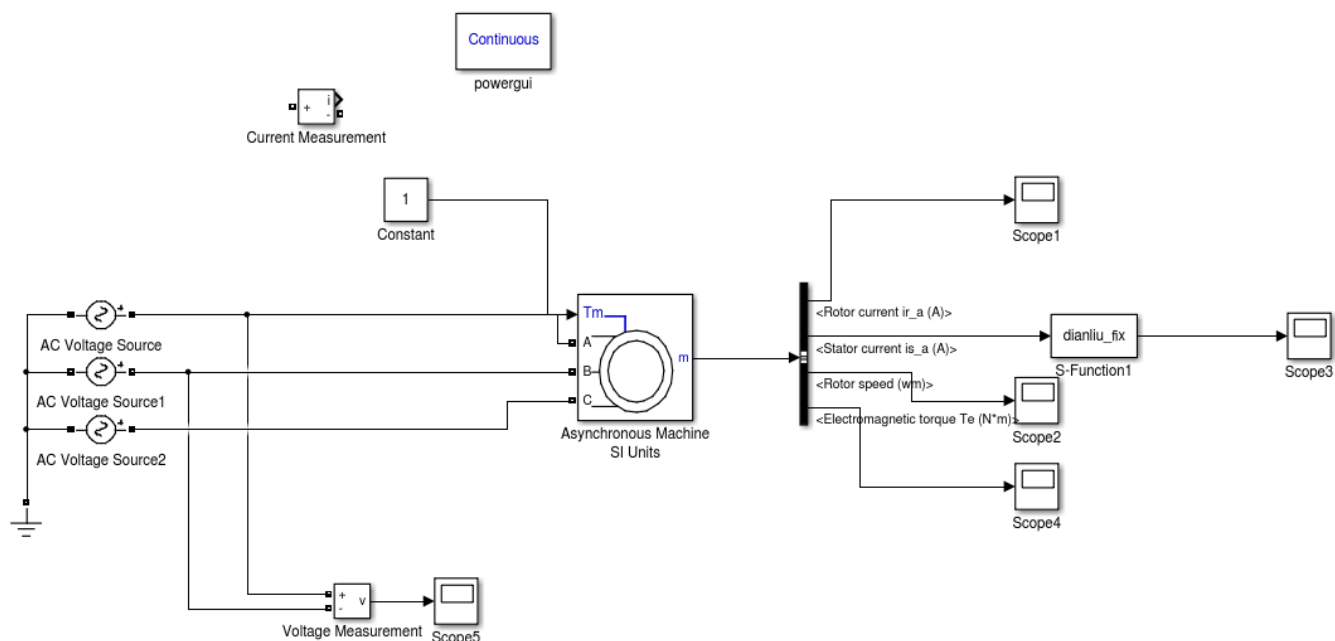 Continuous
powergui
i
+
-
Current Measurement
1
Constant
Scope1
Tm
A
B
C
m
Asynchronous Machine
SI Units
+
AC Voltage Source
+
AC Voltage Source1
+
AC Voltage Source2
<Rotor current ir_a (A)>
<Stator current is_a (A)>
<Rotor speed (wm)>
<Electromagnetic torque Te (N*m)>
dianliu_fix
S-Function1
Scope3
Scope2
Scope4
+
-
v
Voltage Measurement
Scope5